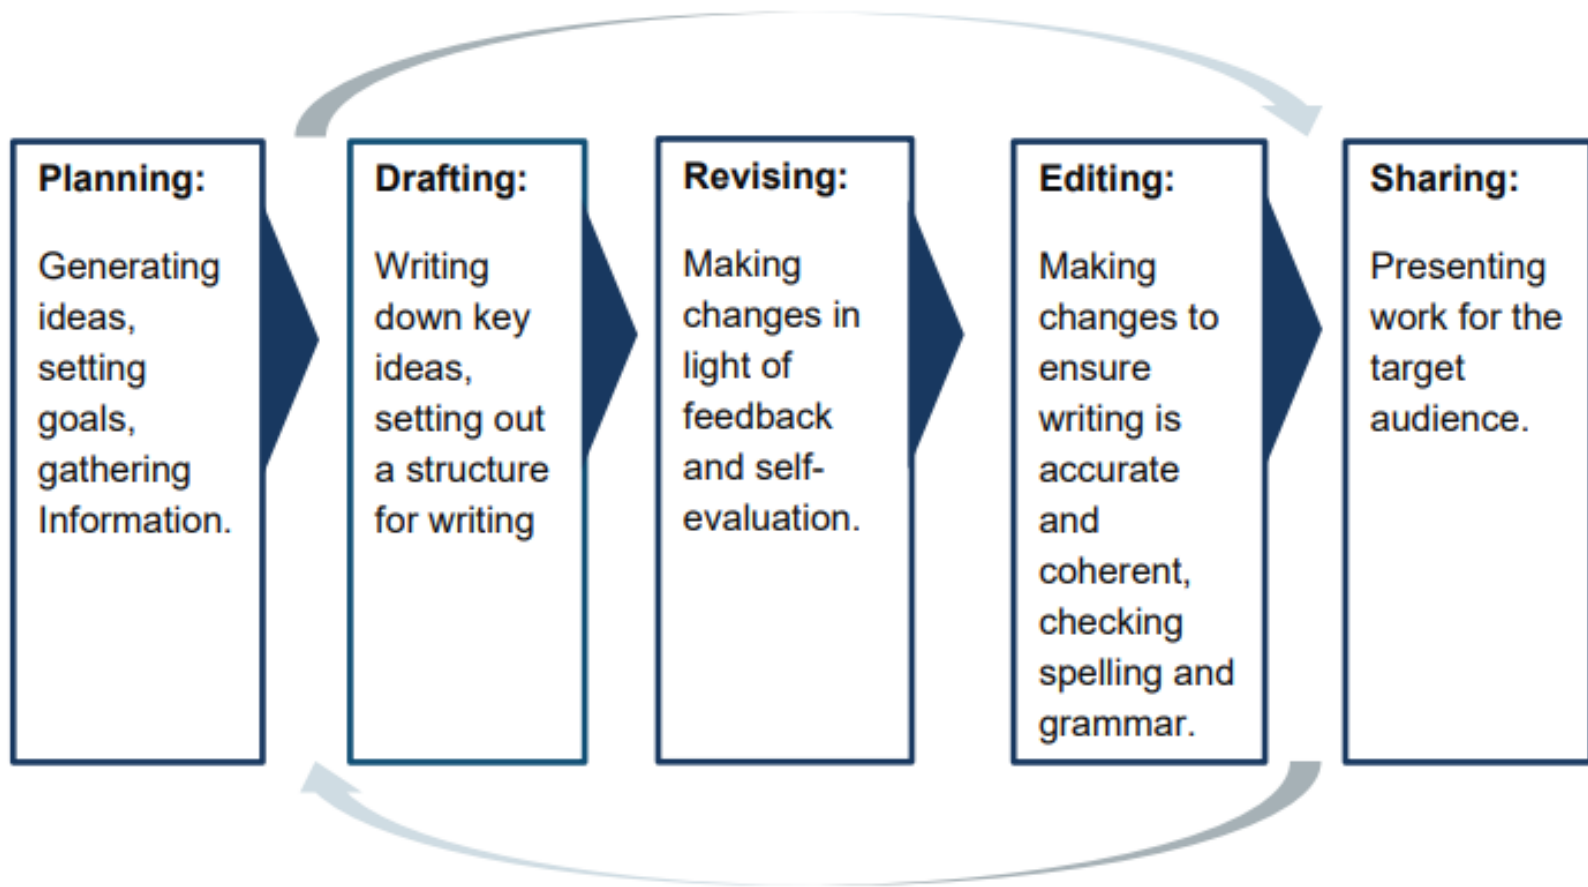 Planning:
Generating
ideas,
setting
goals,
gathering
Information.
Drafting:
Writing
down key
ideas,
setting out
a structure
for writing
Revising:
Making
changes in
light of
feedback
and self-
evaluation.
Editing:
Making
changes to
ensure
writing is
accurate
and
coherent,
checking
spelling and
grammar.
Sharing:
Presenting
work for the
target
audience.